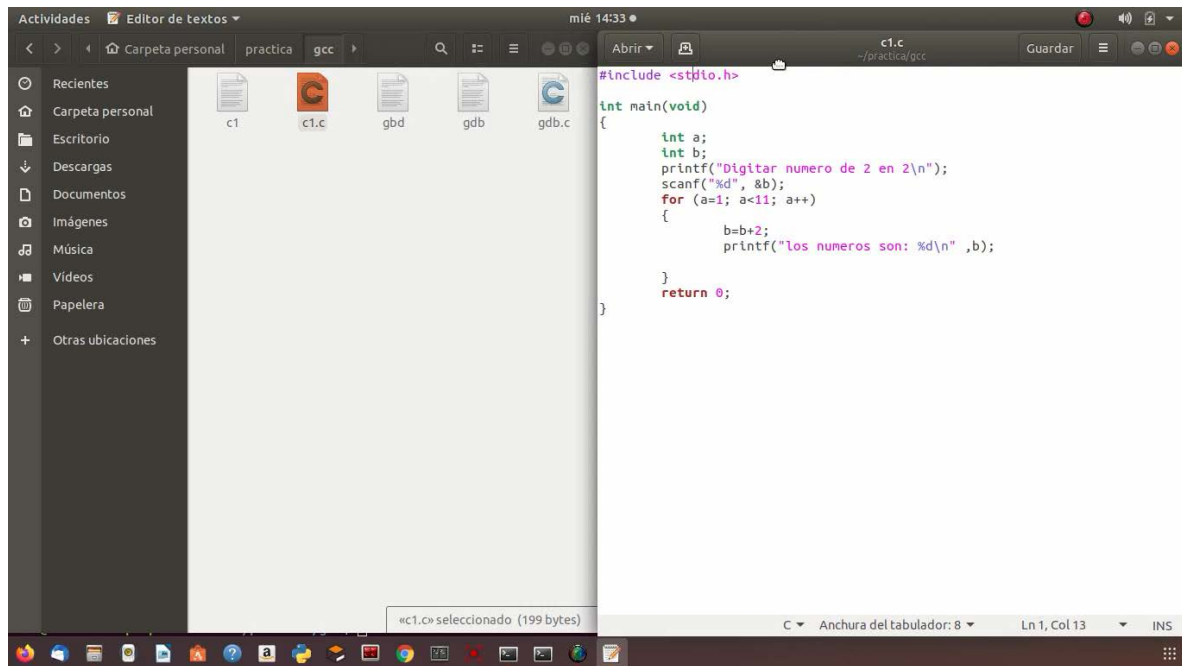 Actividades Editor de textos mié 14:33
Carpeta personal practica gcc
Abrir c1.c Guardar
~/practica/gcc
Recientes
Carpeta personal
Escritorio
Descargas
Documentos
Imágenes
Música
Vídeos
Papelera
+ Otras ubicaciones
c1 c1.c gbd gdb gdb.c
«c1.c» seleccionado (199 bytes)
#include <stdio.h>
int main(void)
{
int a;
int b;
printf("Digitar numero de 2 en 2\n");
scanf("%d", &b);
for (a=1; a<11; a++)
{
b=b+2;
printf("los numeros son: %d\n" ,b);
}
return 0;
}
C Anchura del tabulador: 8 Ln 1, Col 13 INS